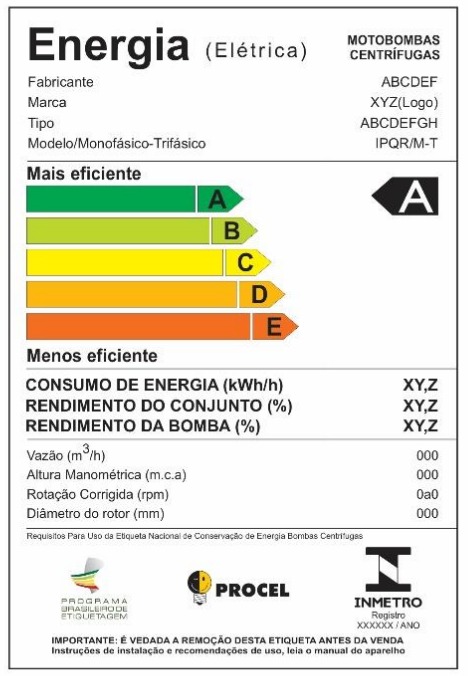 Energia (Elétrica) MOTOBOMBAS CENTRÍFUGAS
Fabricante ABCDEF
Marca XYZ(Logo)
Tipo ABCDEFGH
Modelo/Monofásico-Trifásico IPQR/M-T
Mais eficiente
A A
B
C
D
E
Menos eficiente
CONSUMO DE ENERGIA (kWh/h) XY,Z
RENDIMENTO DO CONJUNTO (%) XY,Z
RENDIMENTO DA BOMBA (%) XY,Z
Vazão (m³/h) 000
Altura Manométrica (m.c.a) 000
Rotação Corrigida (rpm) 0a0
Diâmetro do rotor (mm) 000
Requisitos Para Uso da Etiqueta Nacional de Conservação de Energia Bombas Centrífugas
PROGRAMA
BRASILEIRO DE
ETIQUETAGEM
PROCEL
INMETRO
Registro
XXXXXX / ANO
IMPORTANTE: É VEDADA A REMOÇÃO DESTA ETIQUETA ANTES DA VENDA
Instruções de instalação e recomendações de uso, leia o manual do aparelho